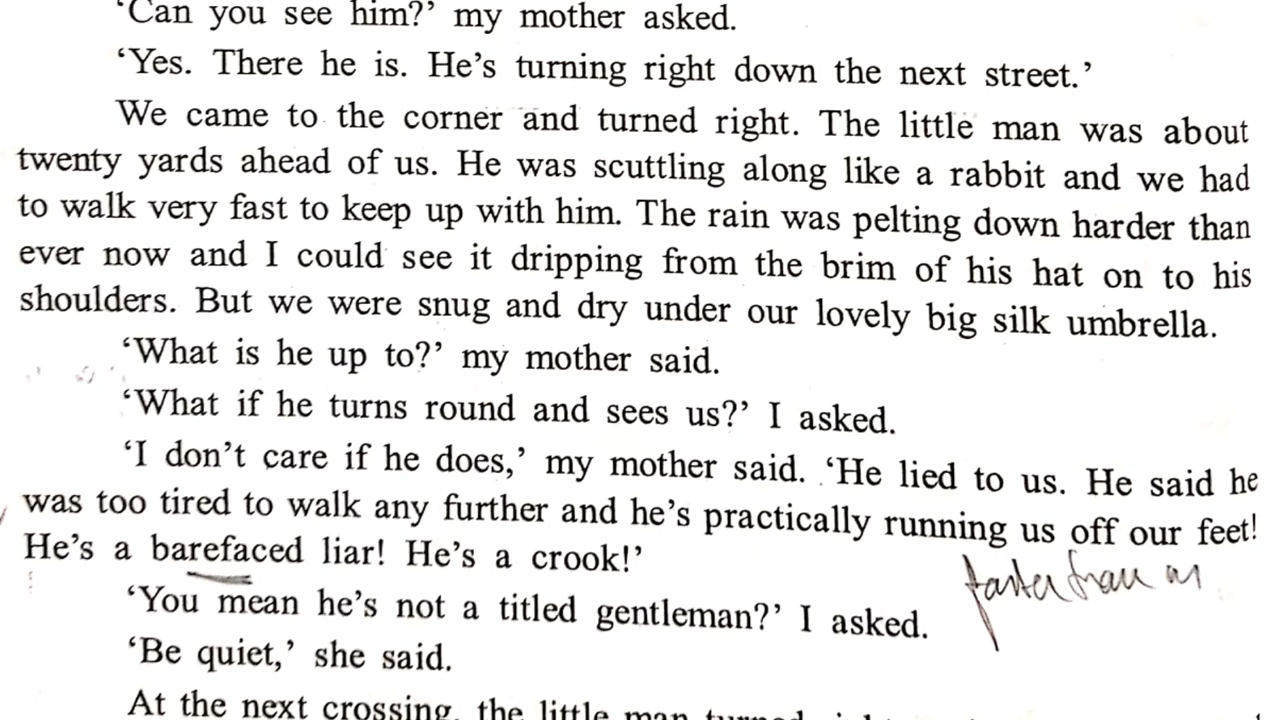 ‘Can you see him?’ my mother asked.
‘Yes. There he is. He’s turning right down the next street.’
We came to the corner and turned right. The little man was about
twenty yards ahead of us. He was scuttling along like a rabbit and we had
to walk very fast to keep up with him. The rain was pelting down harder than
ever now and I could see it dripping from the brim of his hat on to his
shoulders. But we were snug and dry under our lovely big silk umbrella.
‘What is he up to?’ my mother said.
‘What if he turns round and sees us?’ I asked.
‘I don’t care if he does,’ my mother said. ‘He lied to us. He said he
was too tired to walk any further and he’s practically running us off our feet!
He’s a barefaced liar! He’s a crook!’
faster than us
‘You mean he’s not a titled gentleman?’ I asked.
‘Be quiet,’ she said.
At the next crossing, the little man turned